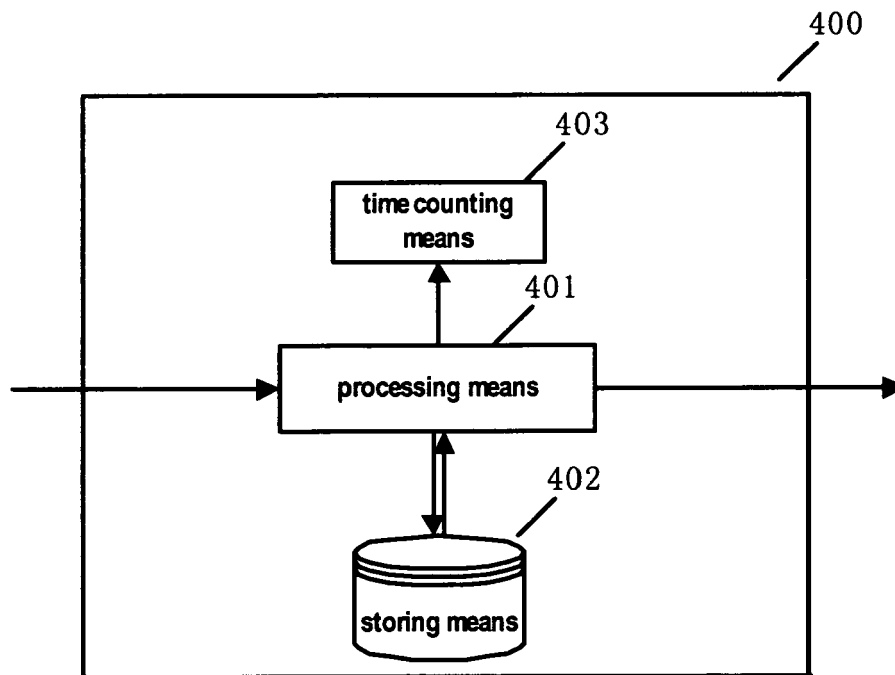 400
403
time counting
means
401
processing means
402
storing means